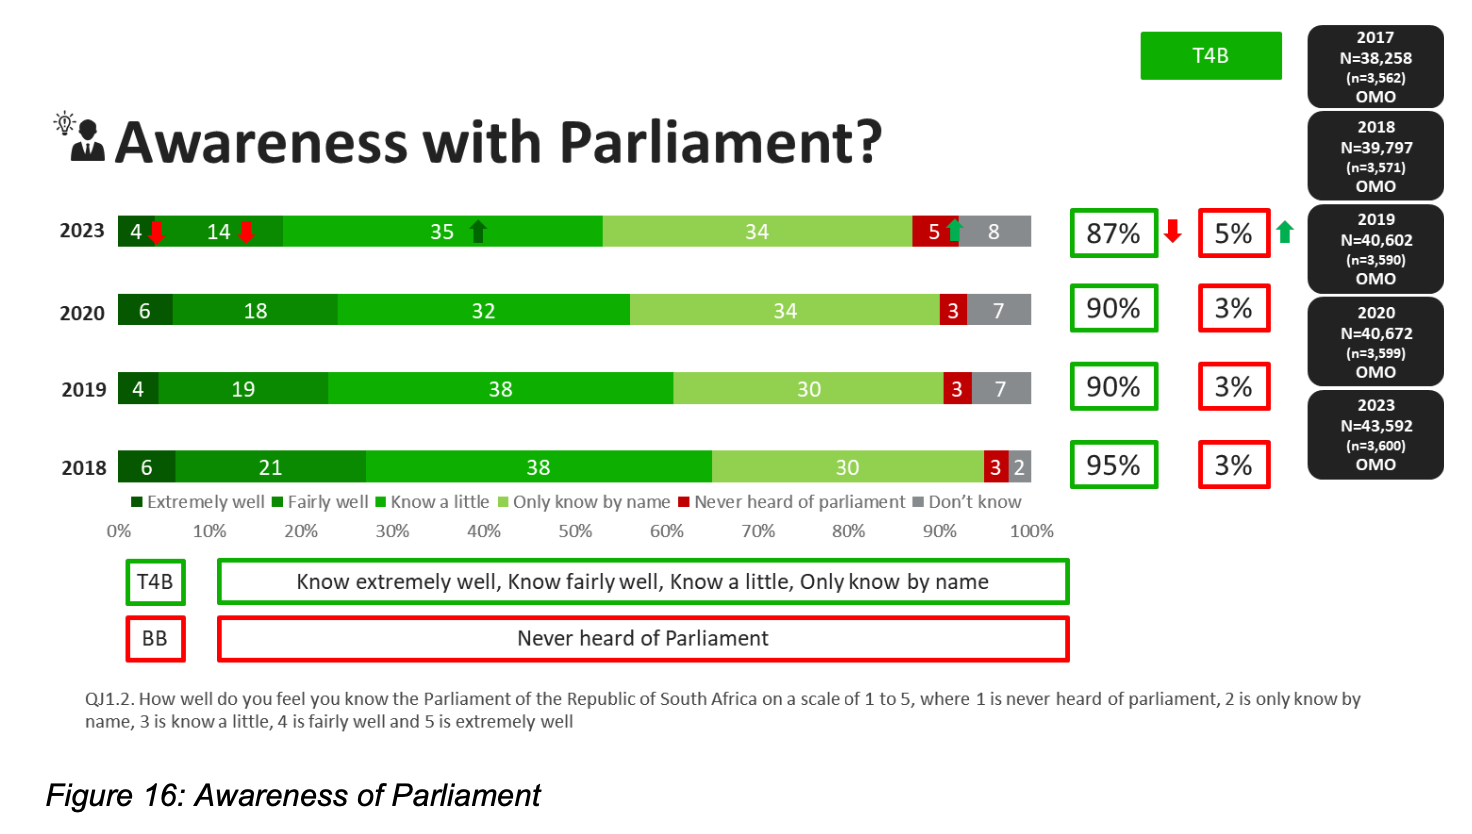 T4B
2017
N=38,258
(n=3,562)
OMO
2018
N=39,797
(n=3,571)
OMO
2019
N=40,602
(n=3,590)
OMO
2020
N=40,672
(n=3,599)
OMO
2023
N=43,592
(n=3,600)
OMO
Awareness with Parliament?
2023 4 14 35 34 5 8 87% 5%
2020 6 18 32 34 3 7 90% 3%
2019 4 19 38 30 3 7 90% 3%
2018 6 21 38 30 3 2 95% 3%
Extremely well Fairly well Know a little Only know by name Never heard of parliament Don't know
0% 10% 20% 30% 40% 50% 60% 70% 80% 90% 100%
T4B Know extremely well, Know fairly well, Know a little, Only know by name
BB Never heard of Parliament
QJ1.2. How well do you feel you know the Parliament of the Republic of South Africa on a scale of 1 to 5, where 1 is never heard of parliament, 2 is only know by
name, 3 is know a little, 4 is fairly well and 5 is extremely well
Figure 16: Awareness of Parliament